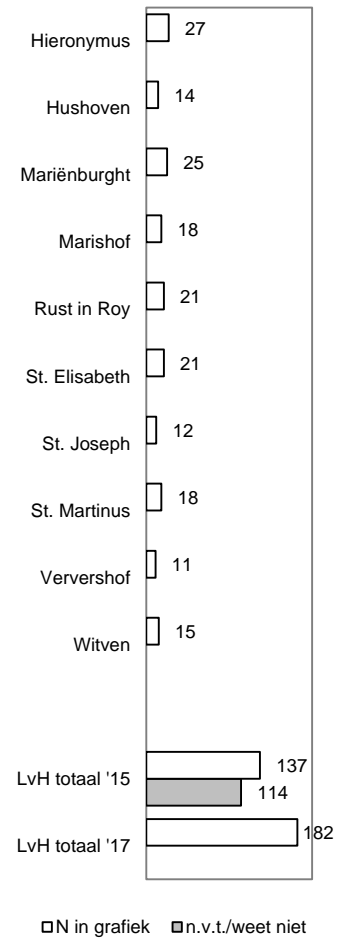 Hieronymus 27
Hushoven 14
Mariënburght 25
Marishof 18
Rust in Roy 21
St. Elisabeth 21
St. Joseph 12
St. Martinus 18
Ververshof 11
Witven 15
LvH totaal '15 137
114
LvH totaal '17 182
N in grafiek n.v.t./weet niet